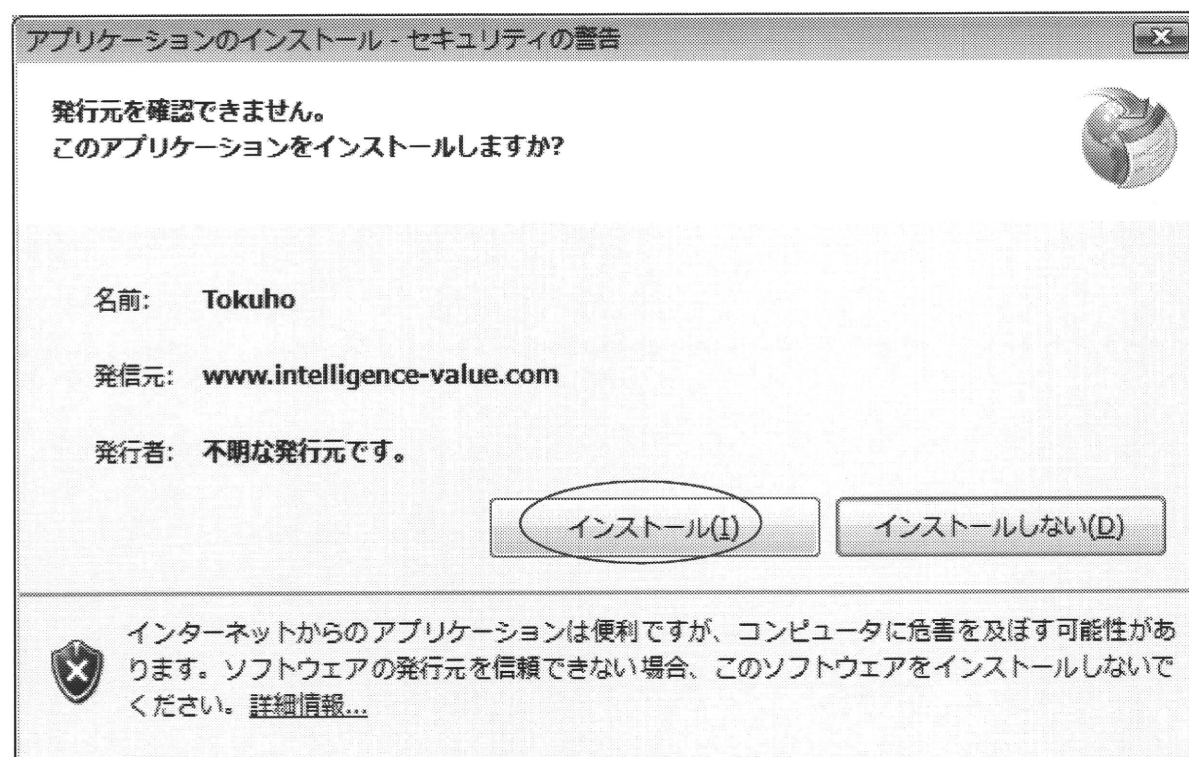 アプリケーションのインストール - セキュリティの警告
発行元を確認できません。
このアプリケーションをインストールしますか?
名前: Tokuho
発信元: www.intelligence-value.com
発行者: 不明な発行元です。
インストール(I) インストールしない(D)
インターネットからのアプリケーションは便利ですが、コンピュータに危害を及ぼす可能性があ
ります。ソフトウェアの発行元を信頼できない場合、このソフトウェアをインストールしないで
ください。詳細情報...